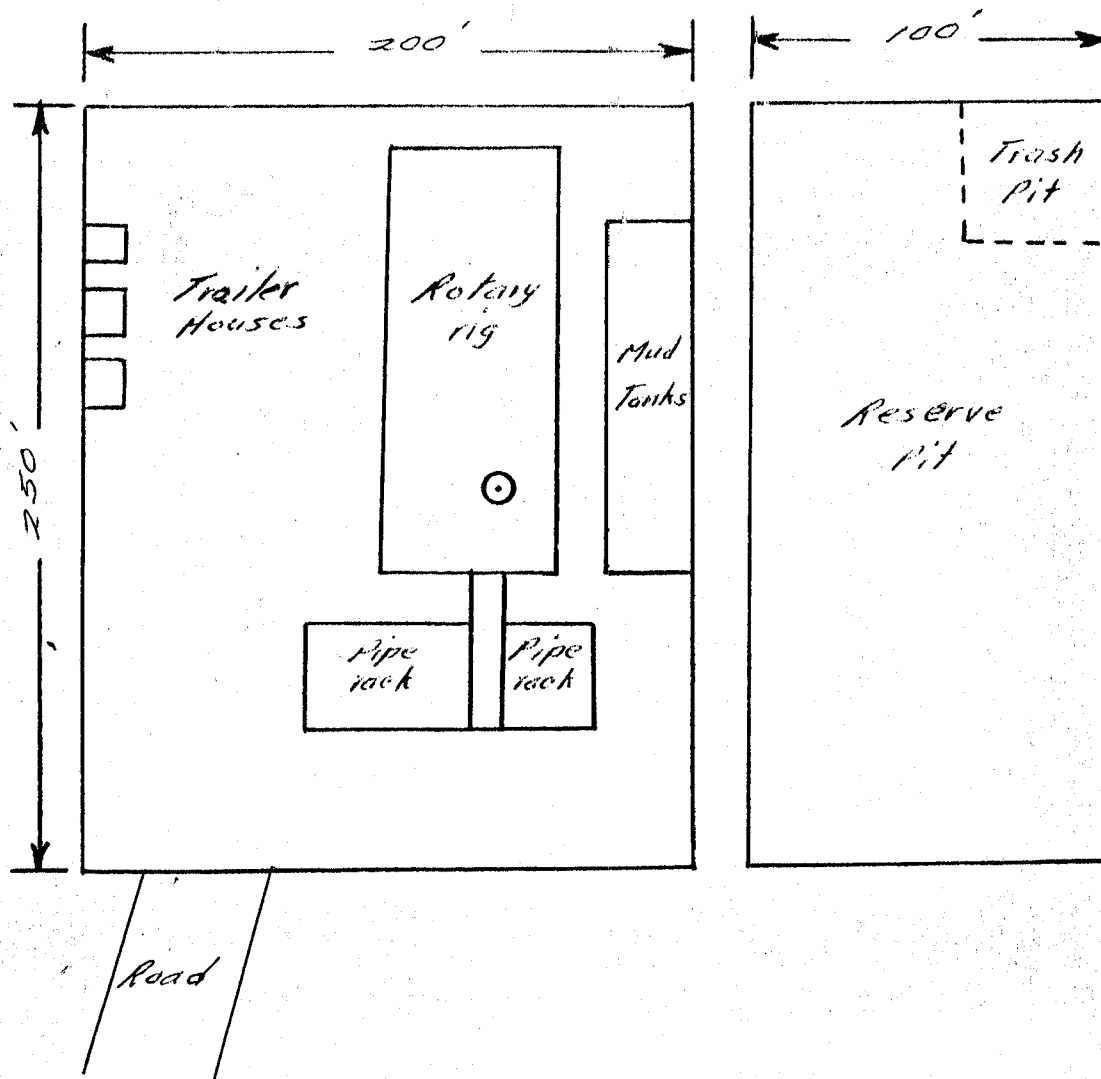 200'
100'
250'
Trash
Pit
Trailer
Houses
Rotary
rig
Mud
Tanks
Reserve
Pit
Pipe
rack
Pipe
rack
Road